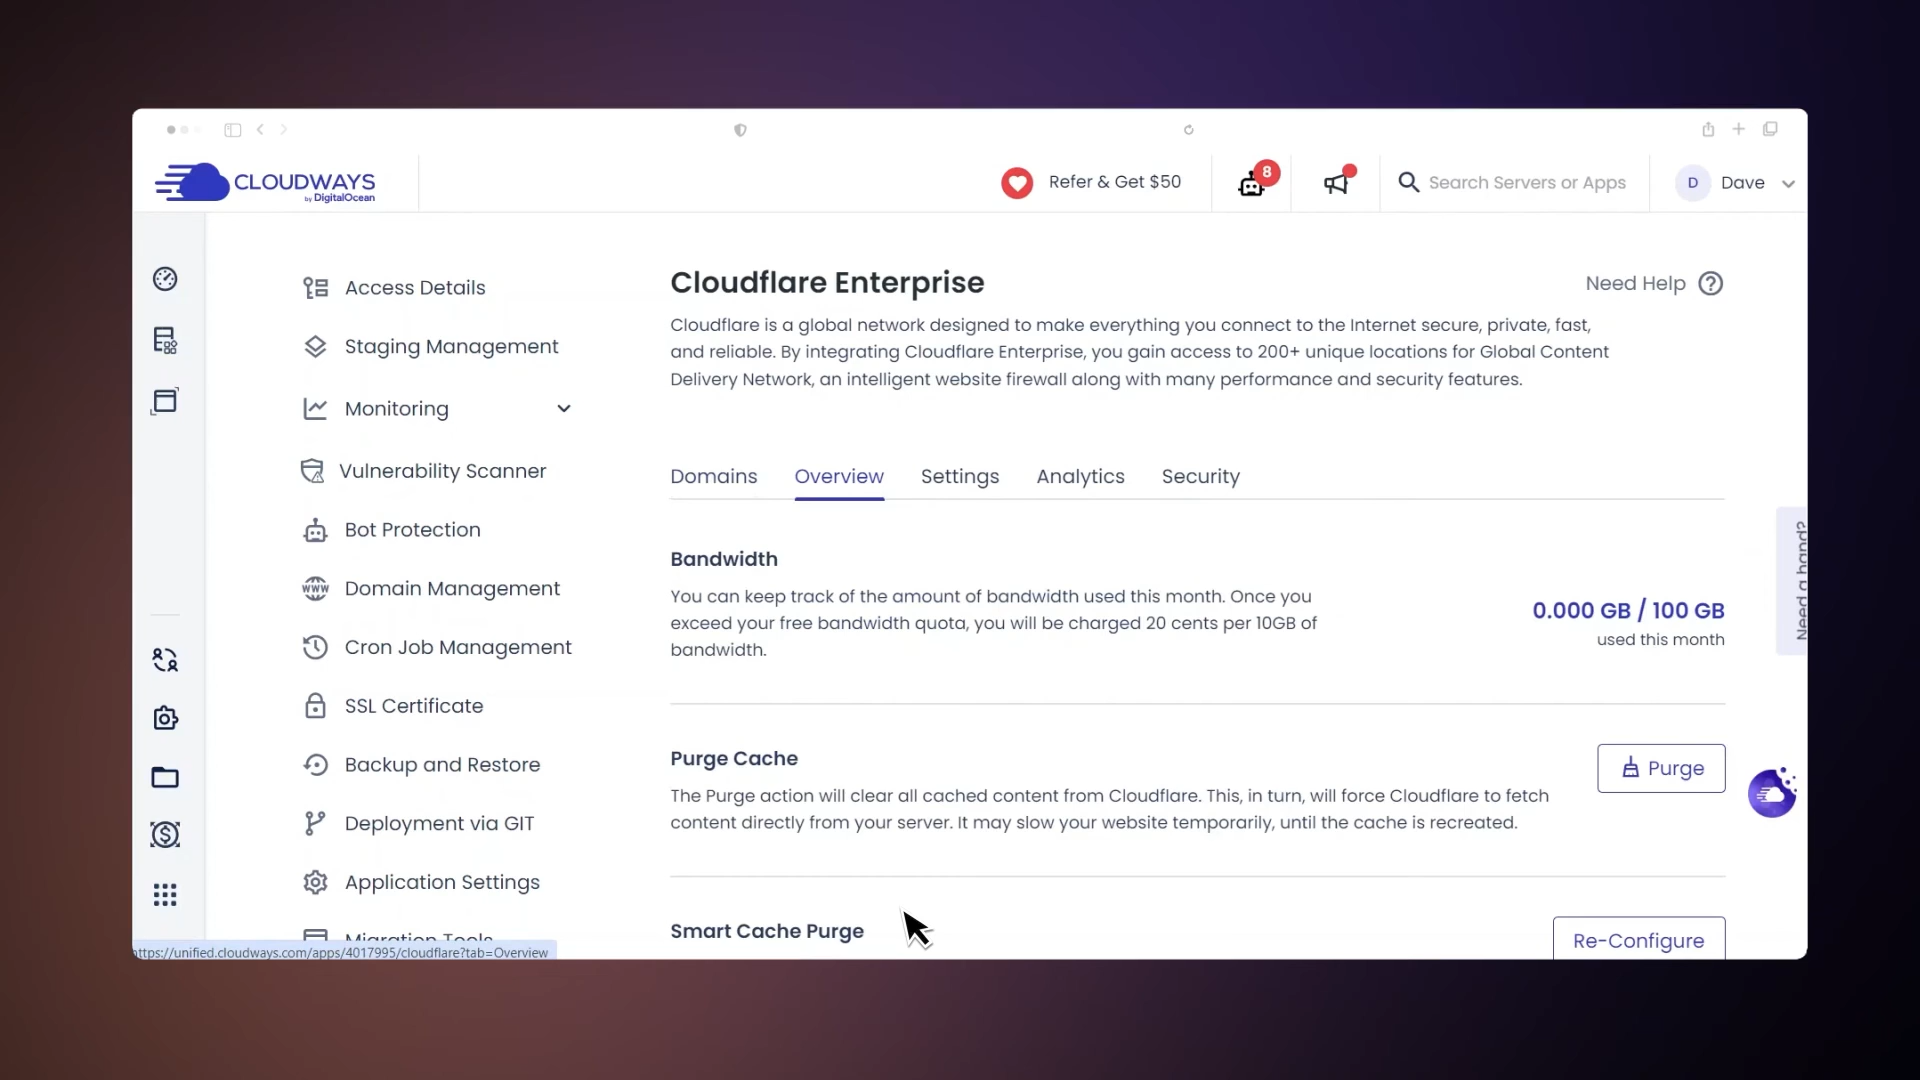 CLOUDWAYS
by DigitalOcean
Refer & Get $50
8
Search Servers or Apps
D
Dave
Access Details
Staging Management
Monitoring
Vulnerability Scanner
Bot Protection
Domain Management
Cron Job Management
SSL Certificate
Backup and Restore
Deployment via GIT
Application Settings
Migration Tools
https://unified.cloudways.com/apps/4017995/cloudflare?tab=Overview
Cloudflare Enterprise
Need Help
Cloudflare is a global network designed to make everything you connect to the Internet secure, private, fast,
and reliable. By integrating Cloudflare Enterprise, you gain access to 200+ unique locations for Global Content
Delivery Network, an intelligent website firewall along with many performance and security features.
Domains
Overview
Settings
Analytics
Security
Bandwidth
You can keep track of the amount of bandwidth used this month. Once you
exceed your free bandwidth quota, you will be charged 20 cents per 10GB of
bandwidth.
0.000 GB / 100 GB
used this month
Need a hand?
Purge Cache
Purge
The Purge action will clear all cached content from Cloudflare. This, in turn, will force Cloudflare to fetch
content directly from your server. It may slow your website temporarily, until the cache is recreated.
Smart Cache Purge
Re-Configure